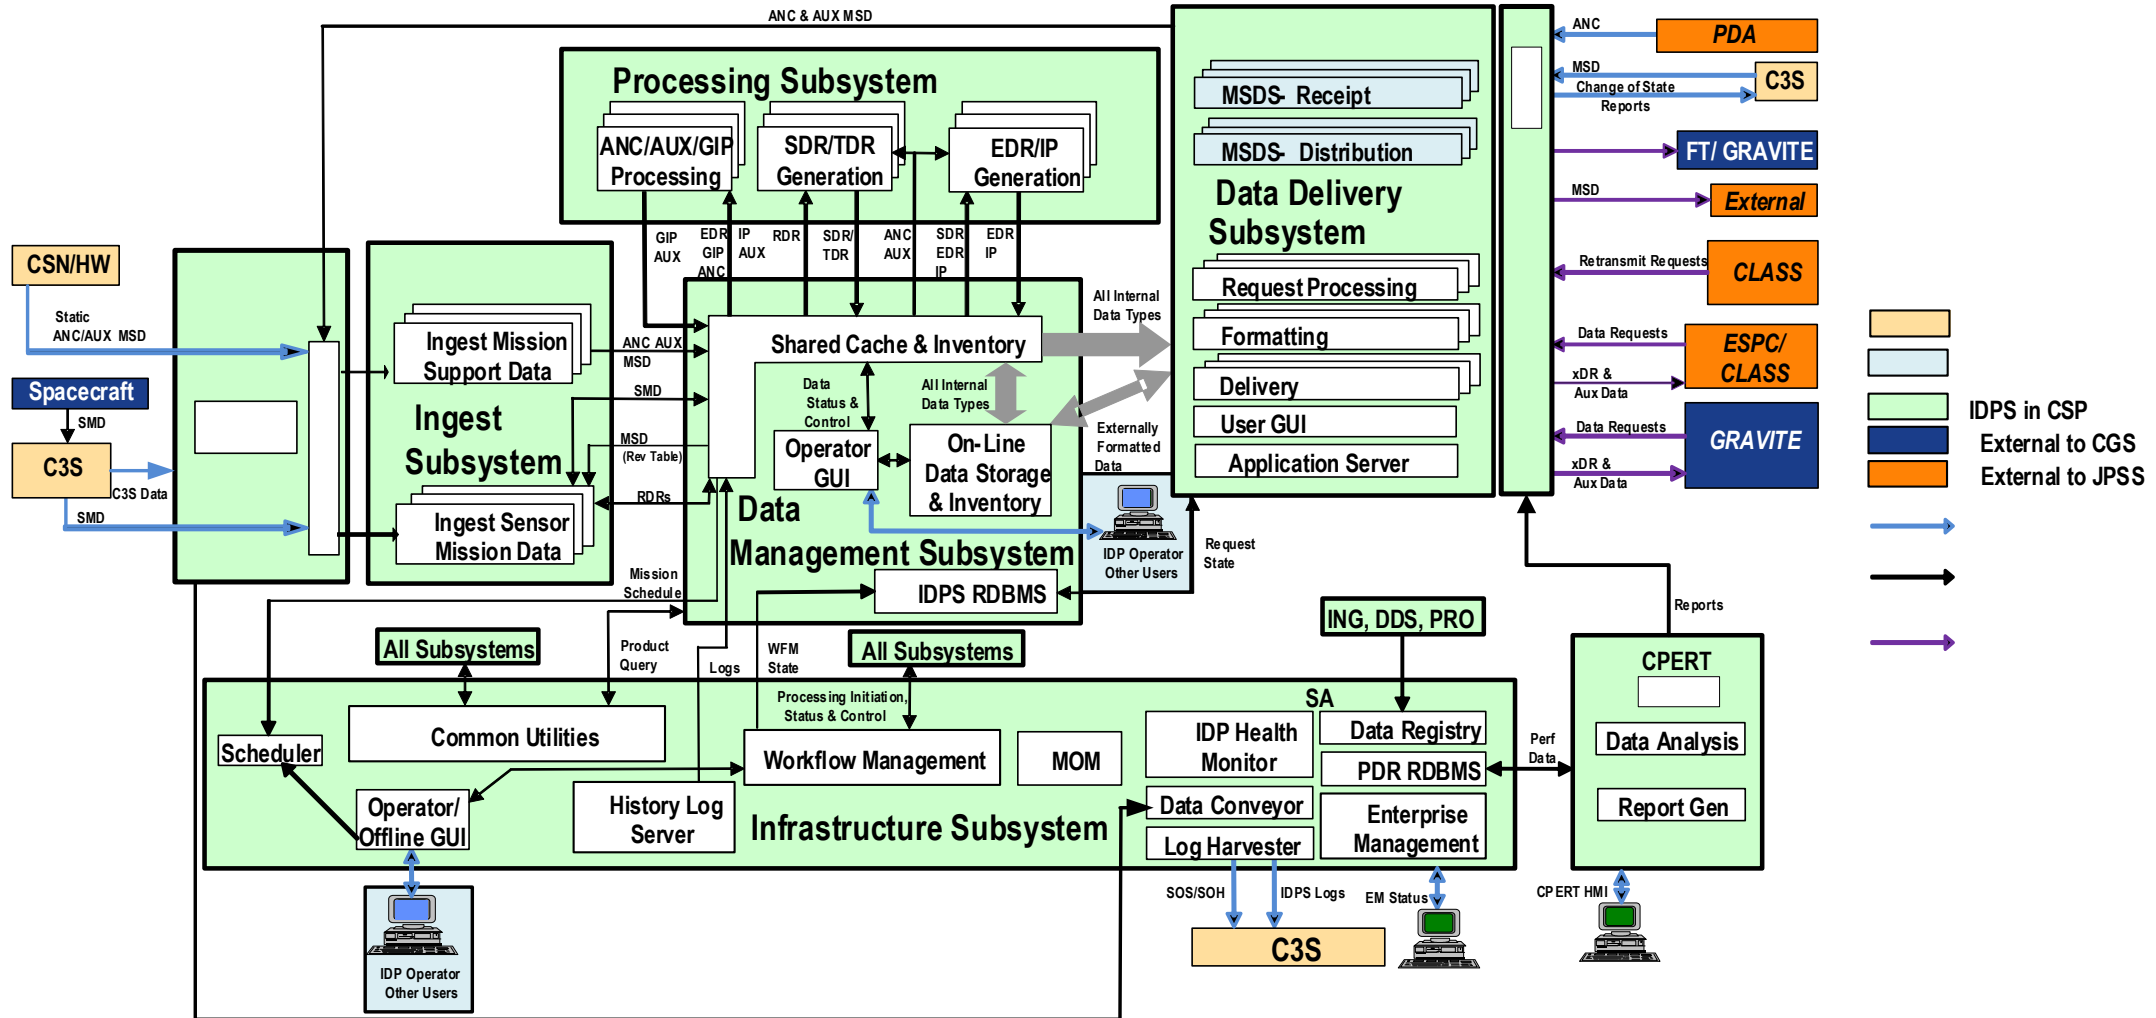 ANC & AUX MSD
Processing Subsystem
ANC/AUX/GIP
Processing
SDR/TDR
Generation
EDR/IP
Generation
GIP
AUX
EDR
GIP
ANC
IP
AUX
RDR
SDR/
TDR
ANC
AUX
SDR
EDR
IP
EDR
IP
MSDS- Receipt
MSDS- Distribution
Data Delivery
Subsystem
Request Processing
Formatting
Delivery
User GUI
Application Server
ANC
PDA
MSD
C3S
Change of State
Reports
FT/ GRAVITE
MSD
External
Retransmit Requests
CLASS
Data Requests
ESPC/
CLASS
xDR &
Aux Data
Data Requests
GRAVITE
xDR &
Aux Data
IDPS in CSP
External to CGS
External to JPSS
CSN/HW
Static
ANC/AUX MSD
Spacecraft
SMD
C3S
C3S Data
SMD
Ingest Mission
Support Data
Ingest
Subsystem
Ingest Sensor
Mission Data
ANC AUX
MSD
SMD
MSD
(Rev Table)
RDRs
Shared Cache & Inventory
Data
Status &
Control
All Internal
Data Types
All Internal
Data Types
Operator
GUI
On-Line
Data Storage
& Inventory
Externally
Formatted
Data
Data
Management Subsystem
IDPS RDBMS
IDP Operator
Other Users
Request
State
Mission
Schedule
All Subsystems
Product
Query
Logs
WFM
State
All Subsystems
Processing Initiation,
Status & Control
ING, DDS, PRO
Reports
Scheduler
Common Utilities
Workflow Management
MOM
Operator/
Offline GUI
History Log
Server
Infrastructure Subsystem
IDP Health
Monitor
Data Conveyor
Log Harvester
SA
Data Registry
PDR RDBMS
Enterprise
Management
Perf
Data
CPERT
Data Analysis
Report Gen
SOS/SOH
IDPS Logs
EM Status
CPERT HMI
C3S
IDP Operator
Other Users